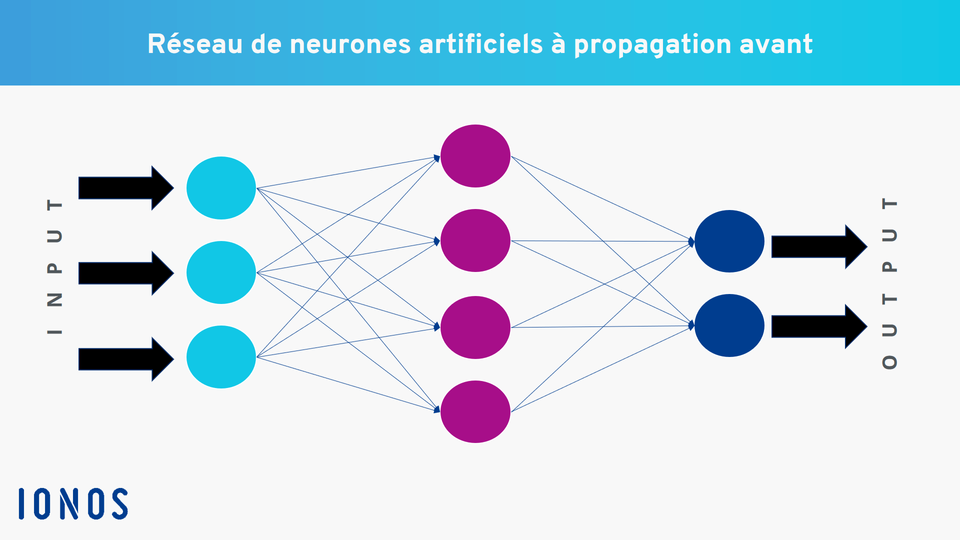 Réseau de neurones artificiels à propagation avant
INPUT
OUTPUT
IONOS